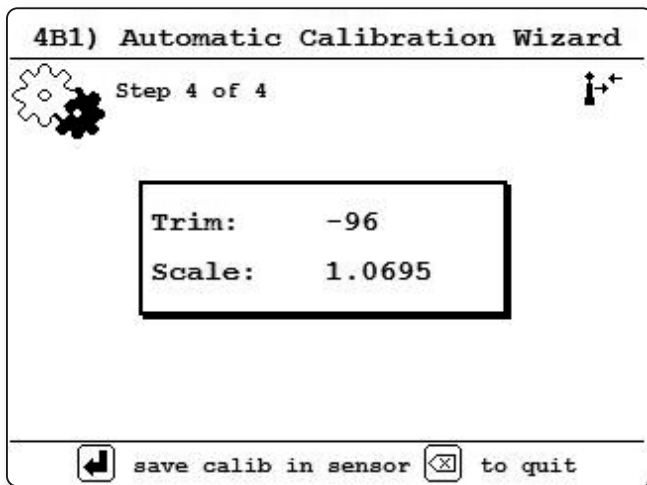 4B1) Automatic Calibration Wizard
Step 4 of 4
Trim: -96
Scale: 1.0695
save calib in sensor to quit